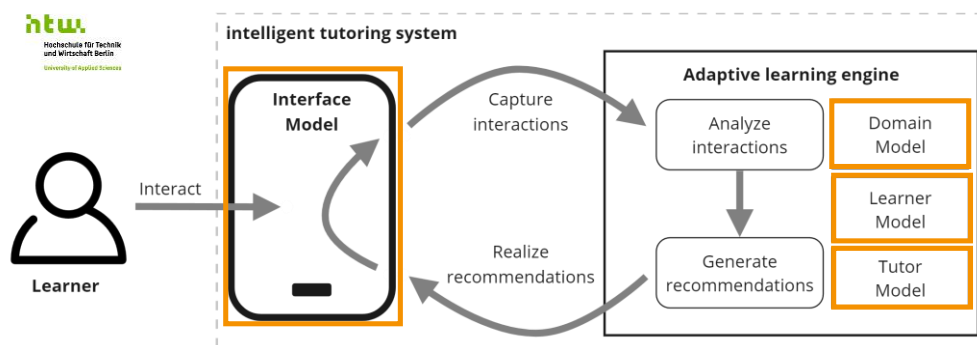 htw.
Hochschule für Technik
und Wirtschaft Berlin
University of Applied Sciences
intelligent tutoring system
Interface
Model
Capture
interactions
Adaptive learning engine
Analyze
interactions
Domain
Model
Interact
Learner
Model
Realize
recommendations
Generate
recommendations
Tutor
Model
Learner